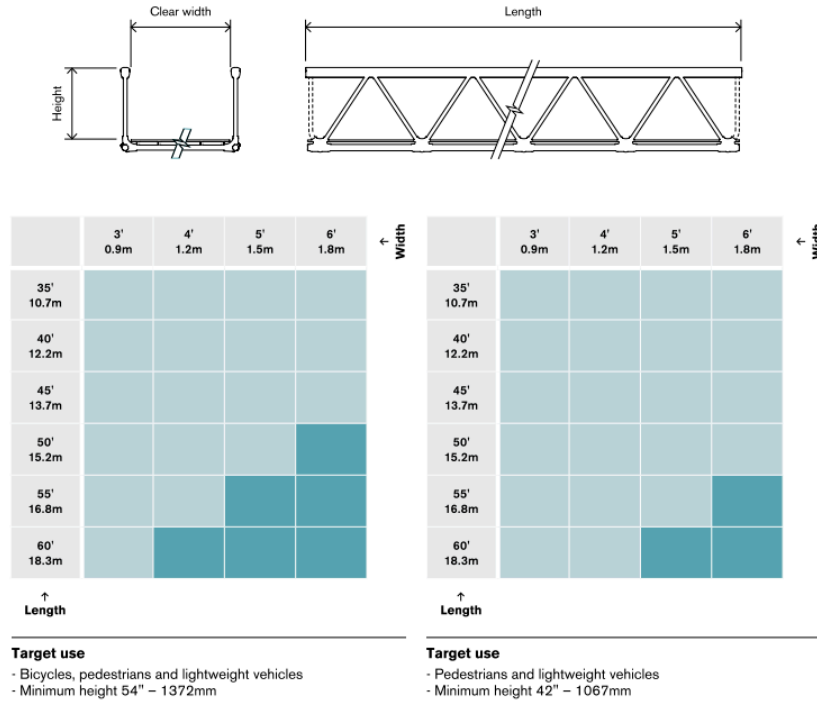 Clear width
Length
Height
3' 4' 5' 6'
0.9m 1.2m 1.5m 1.8m
← Width
35'
10.7m
40'
12.2m
45'
13.7m
50'
15.2m
55'
16.8m
60'
18.3m
↑
Length
Target use
- Bicycles, pedestrians and lightweight vehicles
- Minimum height 54" – 1372mm
3' 4' 5' 6'
0.9m 1.2m 1.5m 1.8m
← Width
35'
10.7m
40'
12.2m
45'
13.7m
50'
15.2m
55'
16.8m
60'
18.3m
↑
Length
Target use
- Pedestrians and lightweight vehicles
- Minimum height 42" – 1067mm